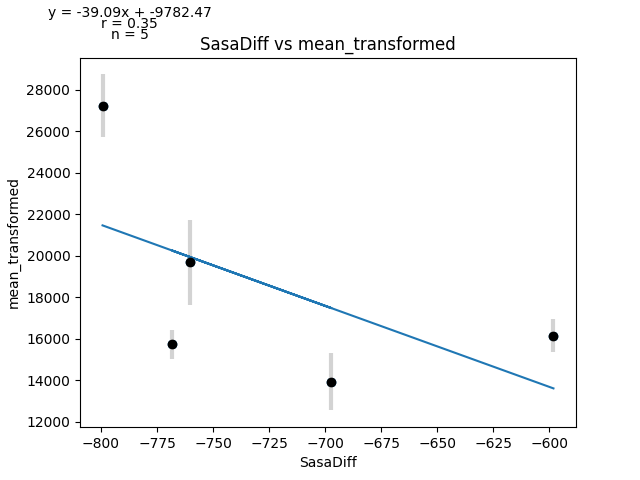 y = -39.09x + -9782.47
r = 0.35
n = 5
SasaDiff vs mean_transformed
28000
26000
24000
22000
20000
18000
16000
14000
12000
mean_transformed
−800 −775 −750 −725 −700 −675 −650 −625 −600
SasaDiff